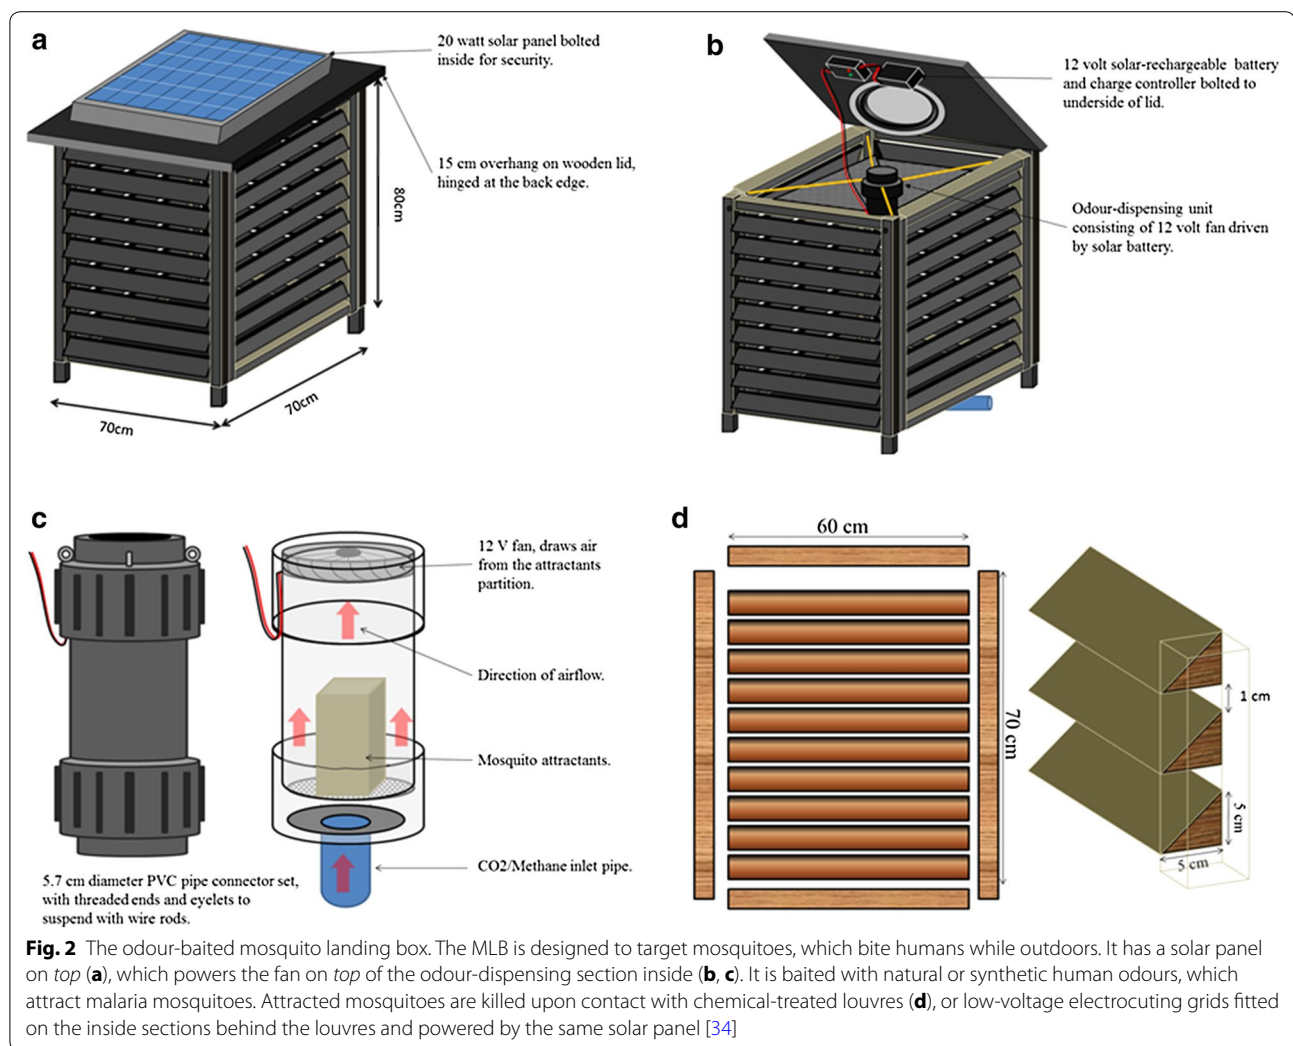 a
20 watt solar panel bolted
inside for security.
15 cm overhang on wooden lid,
hinged at the back edge.
80cm
70cm
70cm
b
12 volt solar-rechargeable battery
and charge controller bolted to
underside of lid.
Odour-dispensing unit
consisting of 12 volt fan driven
by solar battery.
c
12 V fan, draws air
from the attractants
partition.
Direction of airflow.
Mosquito attractants.
CO2/Methane inlet pipe.
5.7 cm diameter PVC pipe connector set,
with threaded ends and eyelets to
suspend with wire rods.
d
60 cm
70 cm
1 cm
5 cm
5 cm
Fig. 2 The odour-baited mosquito landing box. The MLB is designed to target mosquitoes, which bite humans while outdoors. It has a solar panel
on top (a), which powers the fan on top of the odour-dispensing section inside (b, c). It is baited with natural or synthetic human odours, which
attract malaria mosquitoes. Attracted mosquitoes are killed upon contact with chemical-treated louvres (d), or low-voltage electrocuting grids fitted
on the inside sections behind the louvres and powered by the same solar panel [34]